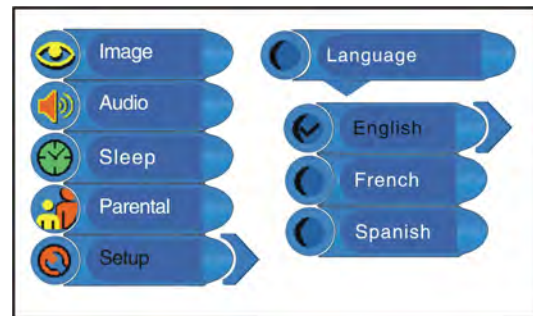 Image
Audio
Sleep
Parental
Setup
Language
English
French
Spanish